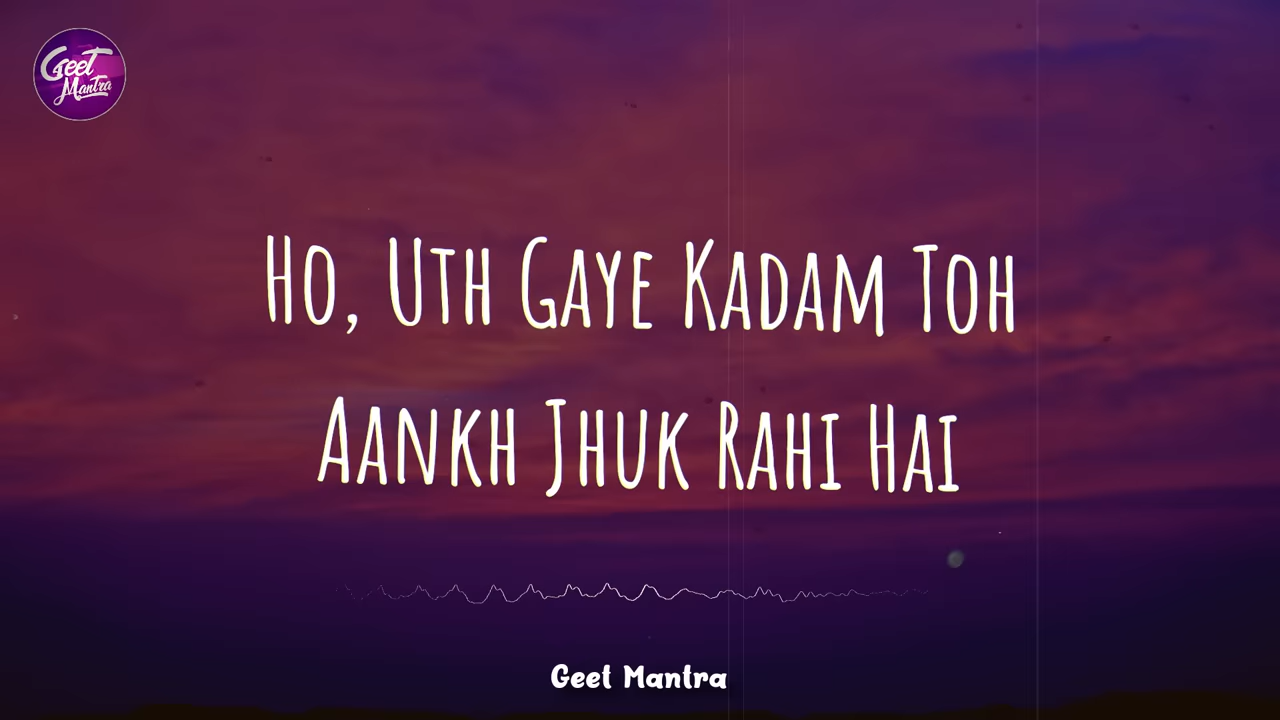 Geet
Mantra
Ho, Uth Gaye Kadam Toh
Aankh Jhuk Rahi Hai
Geet Mantra